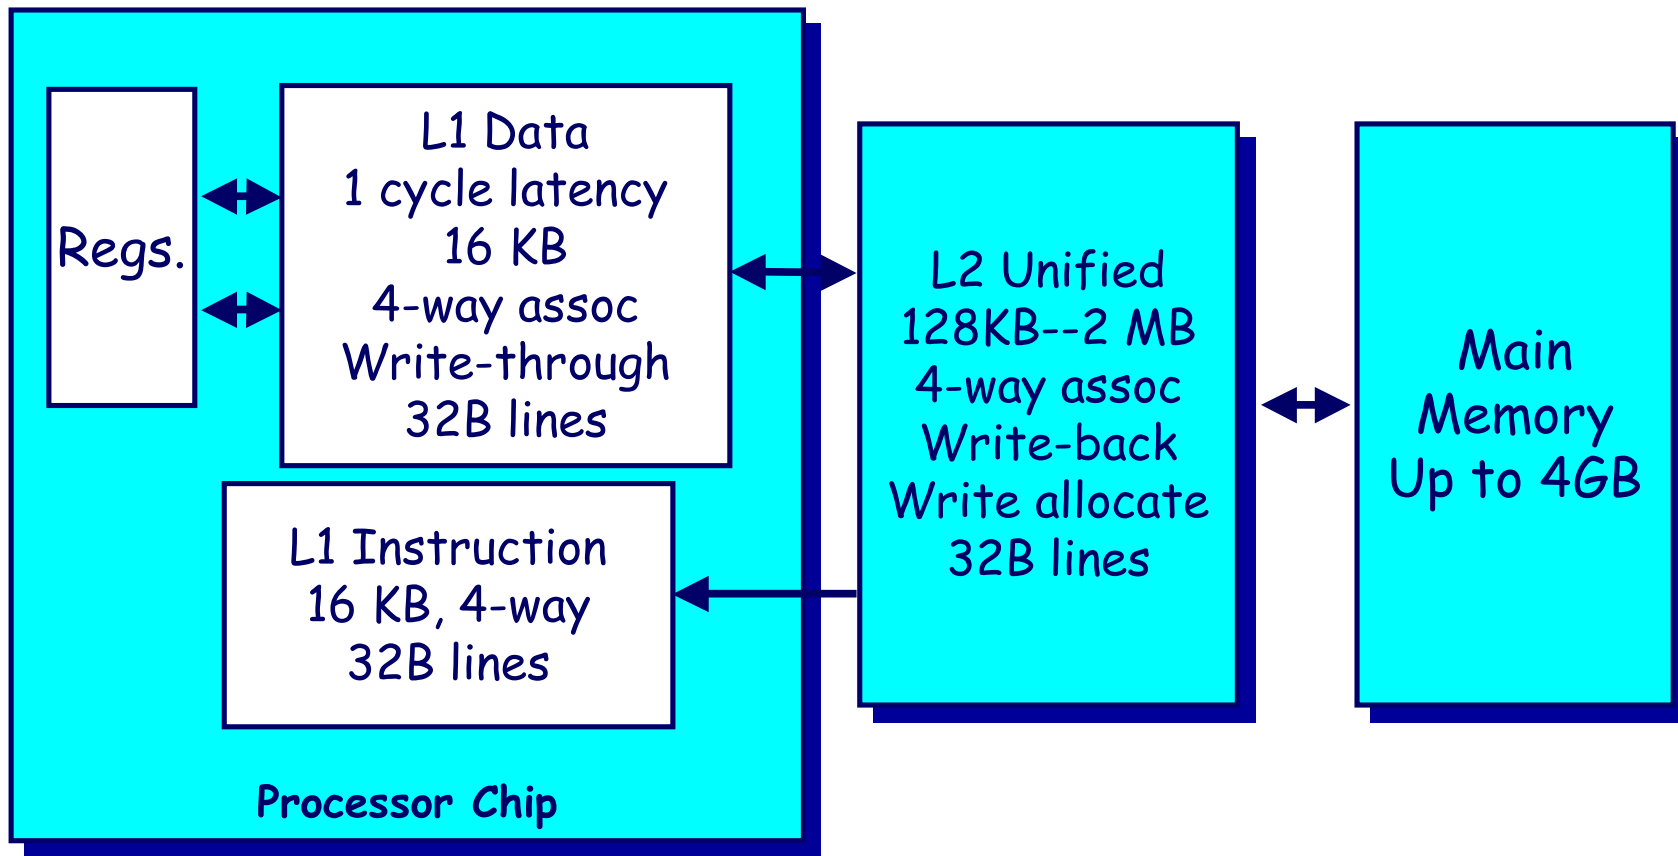 Regs.
L1 Data
1 cycle latency
16 KB
4-way assoc
Write-through
32B lines
L1 Instruction
16 KB, 4-way
32B lines
Processor Chip
L2 Unified
128KB--2 MB
4-way assoc
Write-back
Write allocate
32B lines
Main
Memory
Up to 4GB